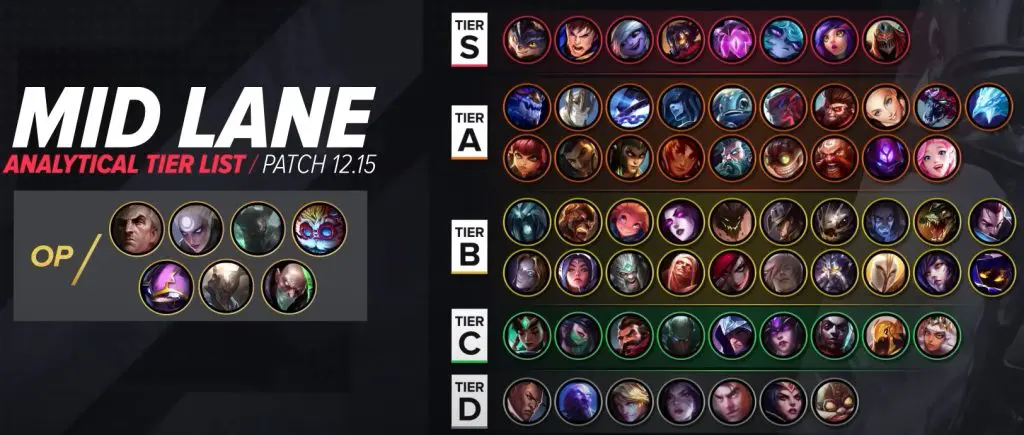 MID LANE
ANALYTICAL TIER LIST / PATCH 12.15
OP /
TIER
S
TIER
A
TIER
B
TIER
C
TIER
D